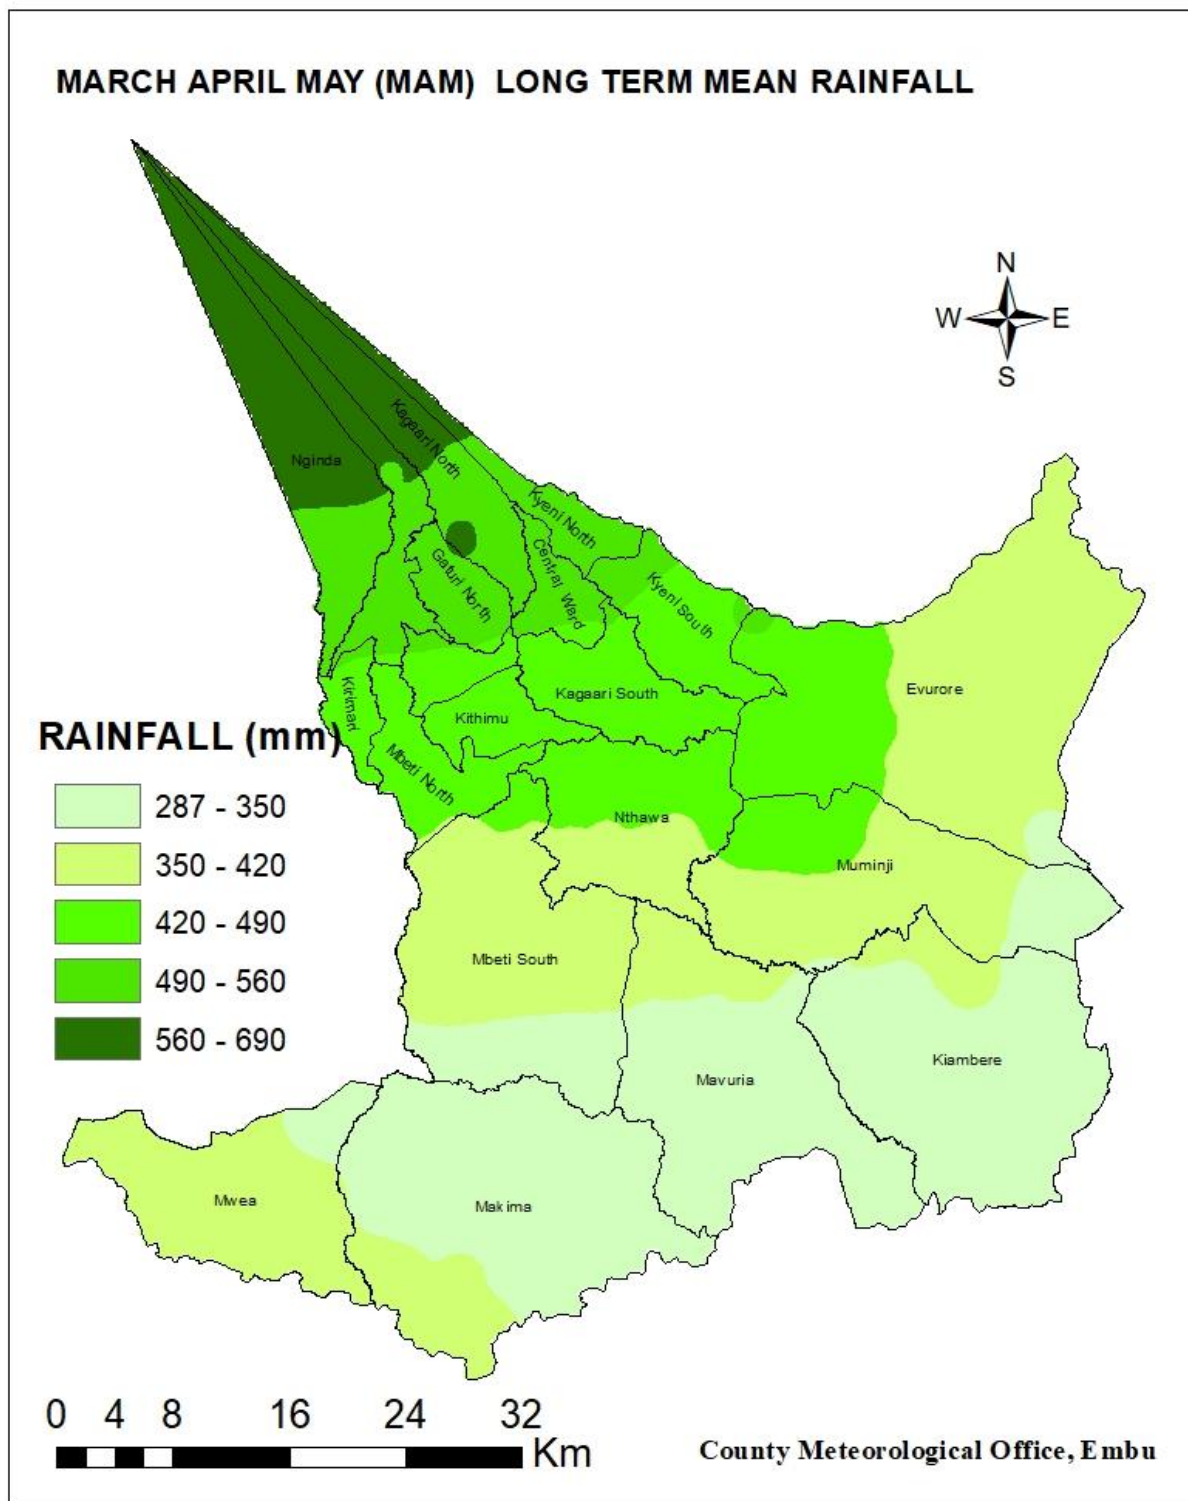 MARCH APRIL MAY (MAM) LONG TERM MEAN RAINFALL
N
W E
S
Kagaari North
Nginda
Kyeni North
Central Ward
Gaturi North
Kyeni South
Evurore
Kirimari
Kagaari South
Kithimu
RAINFALL (mm)
Mbeti North
287 - 350
Nthawa
350 - 420
Muminji
420 - 490
Mbeti South
490 - 560
560 - 690
Kiambere
Mavuria
Mwea
Makima
0 4 8 16 24 32
Km
County Meteorological Office, Embu